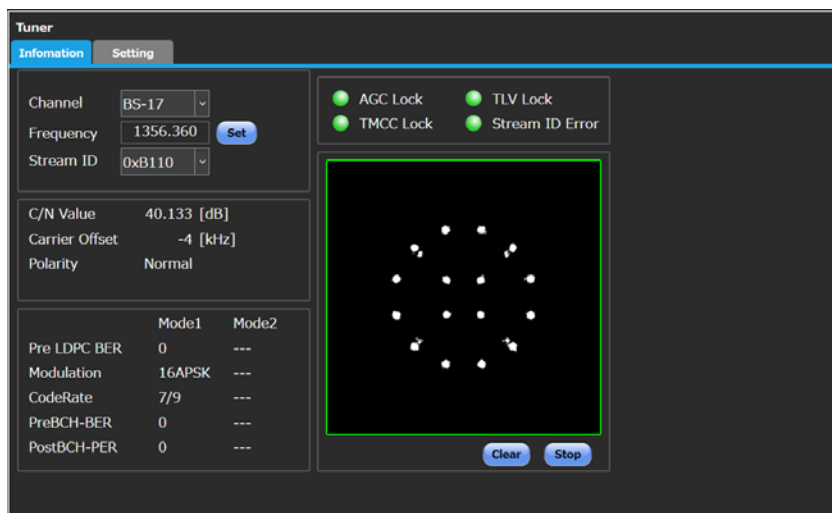 Tuner
Infomation Setting
Channel BS-17
Frequency 1356.360 Set
Stream ID 0xB110
AGC Lock TLV Lock
TMCC Lock Stream ID Error
C/N Value 40.133 [dB]
Carrier Offset -4 [kHz]
Polarity Normal
Mode1 Mode2
Pre LDPC BER 0 ---
Modulation 16APSK ---
CodeRate 7/9 ---
PreBCH-BER 0 ---
PostBCH-PER 0 ---
Clear Stop